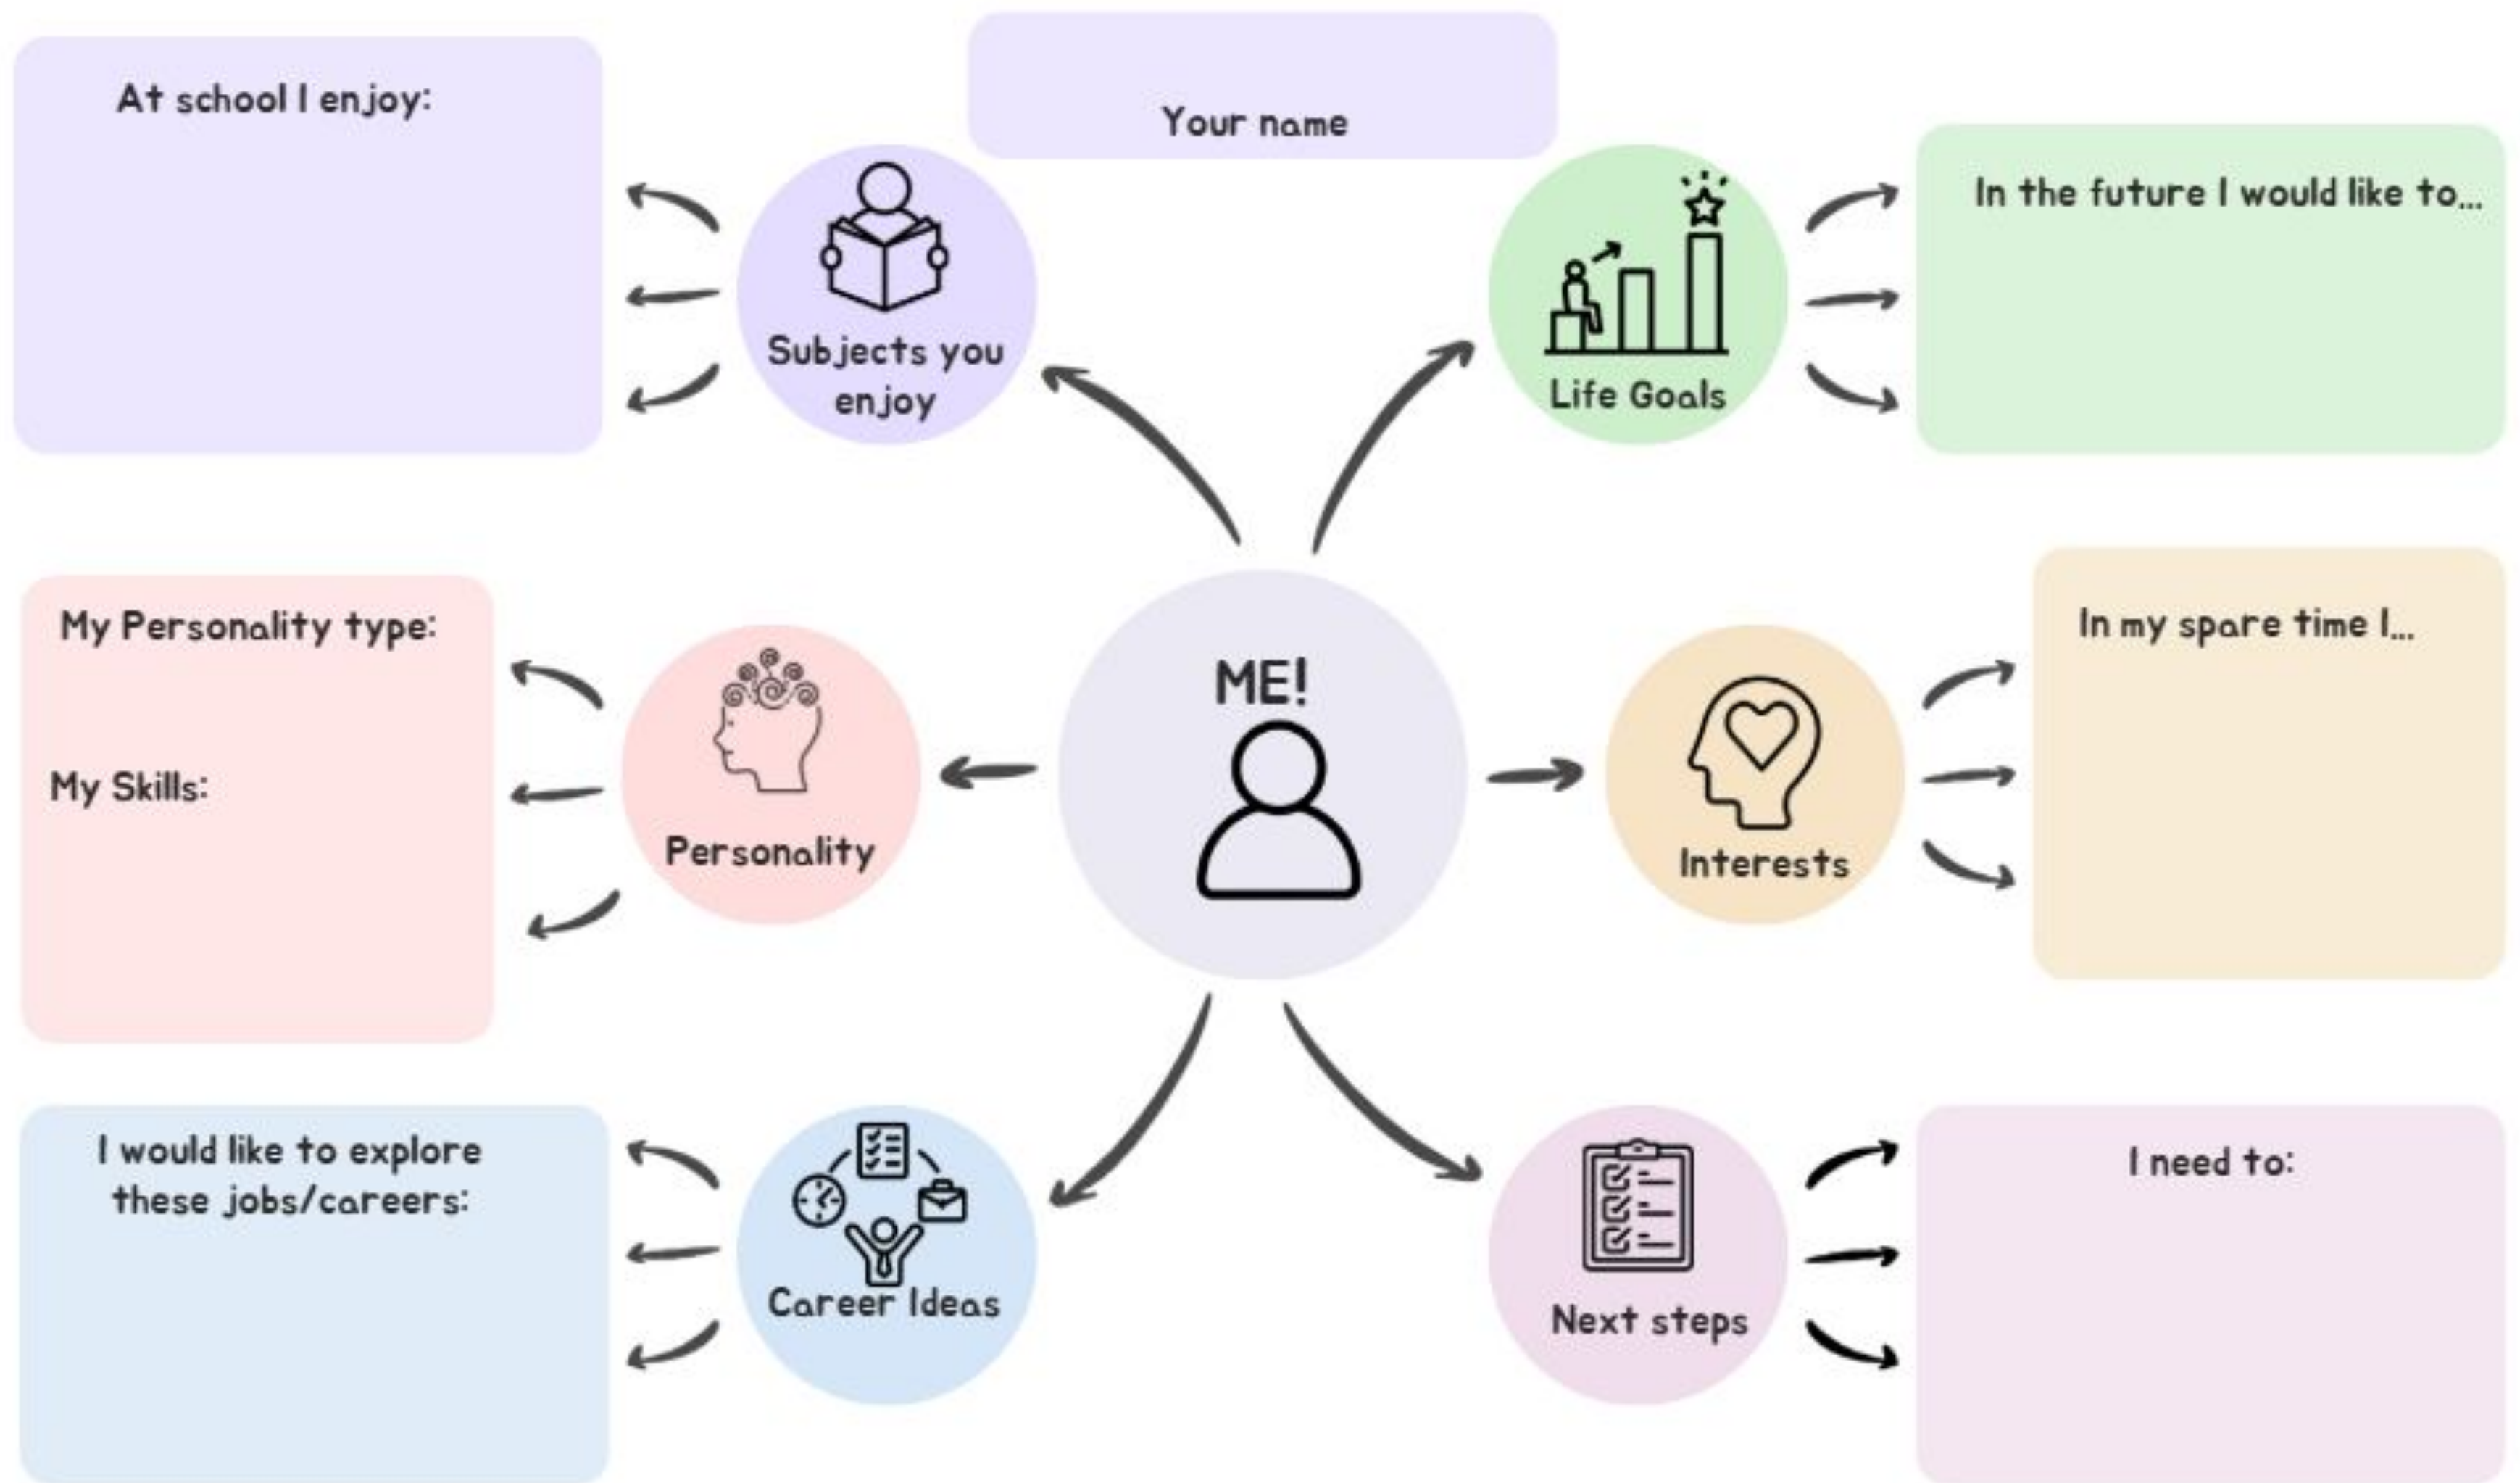 Your name
At school I enjoy:
Subjects you
enjoy
Life Goals
In the future I would like to...
My Personality type:
My Skills:
Personality
ME!
Interests
In my spare time I...
I would like to explore
these jobs/careers:
Career Ideas
Next steps
I need to: